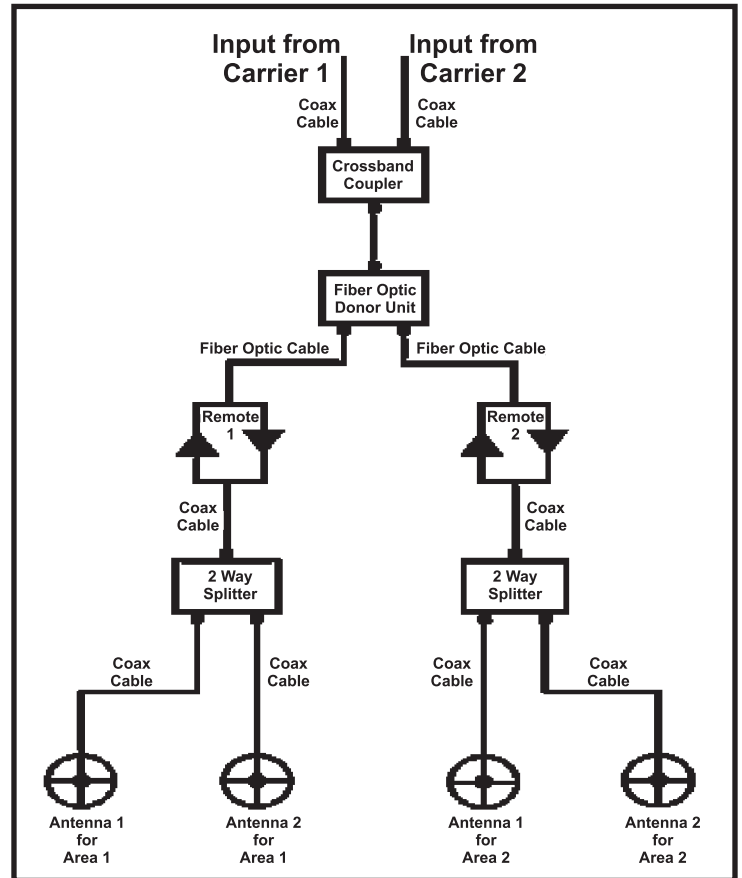 Input from
Carrier 1
Input from
Carrier 2
Coax
Cable
Coax
Cable
Crossband
Coupler
Fiber Optic
Donor Unit
Fiber Optic Cable
Fiber Optic Cable
Remote
1
Remote
2
Coax
Cable
Coax
Cable
2 Way
Splitter
2 Way
Splitter
Coax
Cable
Coax
Cable
Coax
Cable
Coax
Cable
Antenna 1
for
Area 1
Antenna 2
for
Area 1
Antenna 1
for
Area 2
Antenna 2
for
Area 2